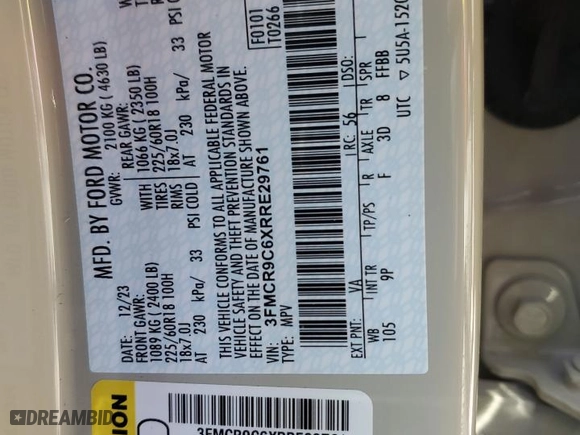 MFD. BY FORD MOTOR CO.
DATE: 12/23
GVWR: 2100 KG ( 4630 LB)
FRONT GAWR: 1089 KG ( 2400 LB)
REAR GAWR: 1066 KG ( 2350 LB)
WITH
225/60R18 100H TIRES 225/60R18 100H
18x7.0J RIMS 18x7.0J
AT 230 kPa/ 33 PSI COLD AT 230 kPa/ 33 PSI COLD
THIS VEHICLE CONFORMS TO ALL APPLICABLE FEDERAL MOTOR
VEHICLE SAFETY AND THEFT PREVENTION STANDARDS IN
EFFECT ON THE DATE OF MANUFACTURE SHOWN ABOVE.
VIN: 3FMCR9C6XRRE29761
TYPE: MPV
F0101
T0266
EXT PNT: VA RC: 56 DSO:
WB INT TR TP/PS R AXLE TR SPR
105 9P F 3D 8 FFBB
UTC ▽ 5U5A-1520
3FMCR9C6XRRE29761
DREAMBID